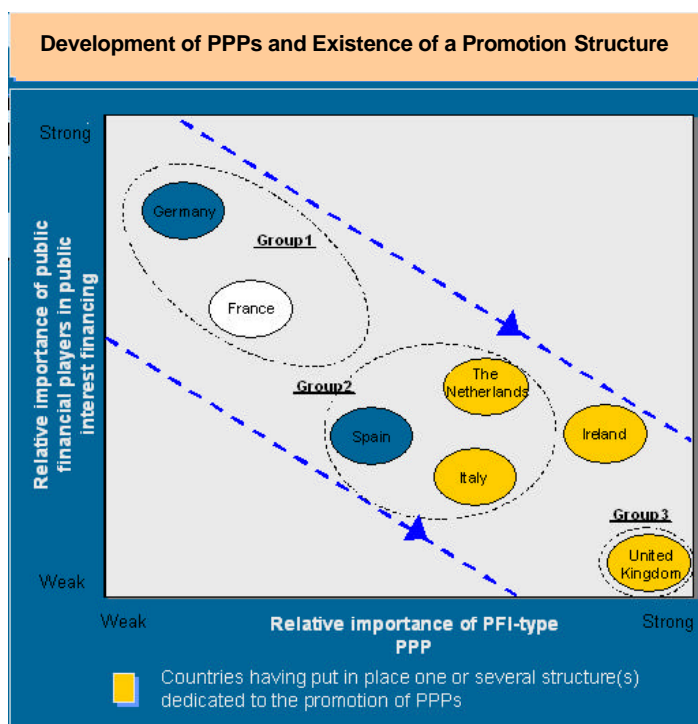 Development of PPPs and Existence of a Promotion Structure
Strong
Germany
Group1
France
Relative importance of public
financial players in public
interest financing
The
Netherlands
Group2
Spain
Ireland
Italy
Group3
United
Kingdom
Weak
Weak
Relative importance of PFI-type
PPP
Strong
Countries having put in place one or several structure(s)
dedicated to the promotion of PPPs